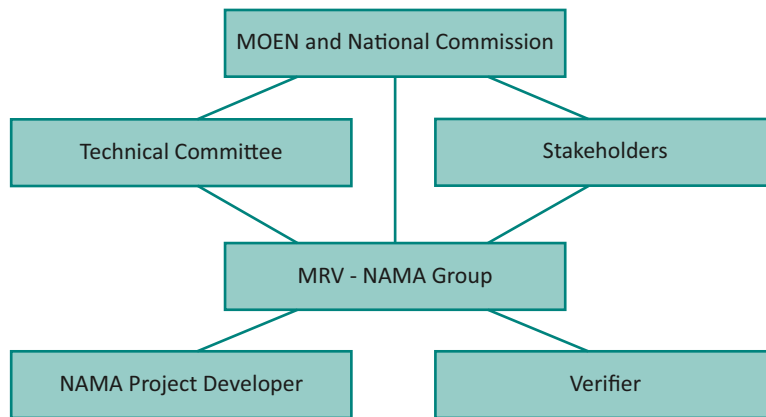 MOEN and National Commission
Technical Committee
Stakeholders
MRV - NAMA Group
NAMA Project Developer
Verifier